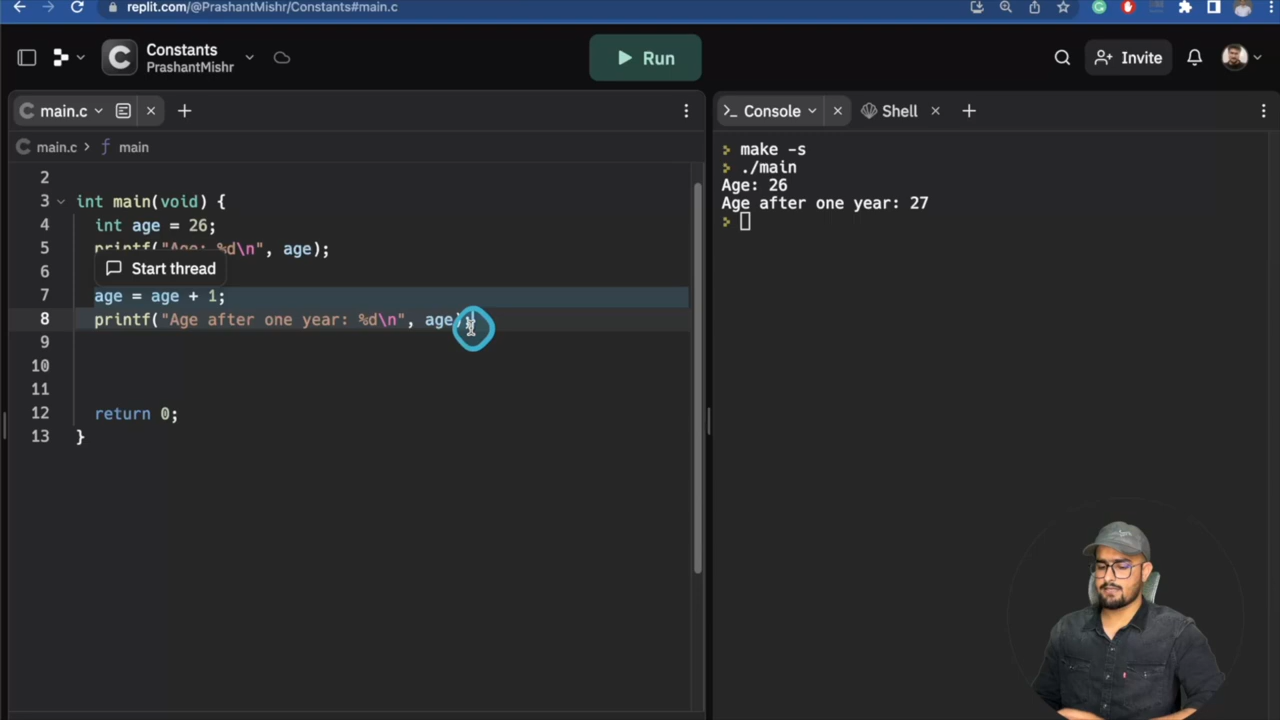 replit.com/@PrashantMishr/Constants#main.c
Constants
PrashantMishr
Run
Invite
main.c
main.c > main
2
3 int main(void) {
4 int age = 26;
5 printf("Age: %d\n", age);
Start thread
6
7 age = age + 1;
8 printf("Age after one year: %d\n", age);
9
10
11
12 return 0;
13 }
Console
Shell
make -s
./main
Age: 26
Age after one year: 27